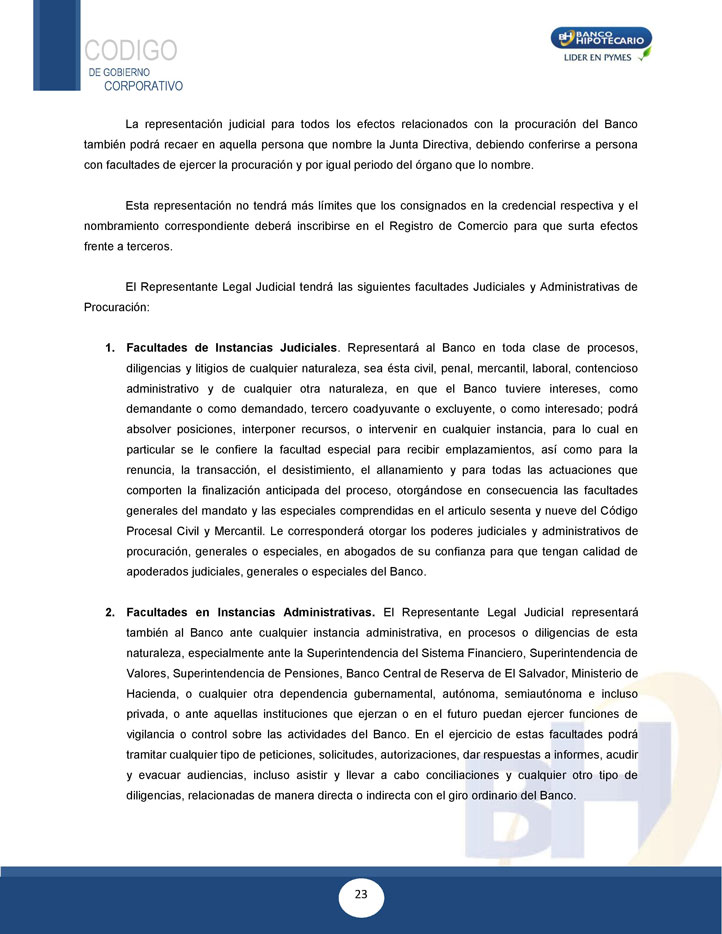 CODIGO
DE GOBIERNO
CORPORATIVO
BH BANCO
HIPOTECARIO
LIDER EN PYMES
La representación judicial para todos los efectos relacionados con la procuración del Banco
también podrá recaer en aquella persona que nombre la Junta Directiva, debiendo conferirse a persona
con facultades de ejercer la procuración y por igual periodo del órgano que lo nombre.
Esta representación no tendrá más límites que los consignados en la credencial respectiva y el
nombramiento correspondiente deberá inscribirse en el Registro de Comercio para que surta efectos
frente a terceros.
El Representante Legal Judicial tendrá las siguientes facultades Judiciales y Administrativas de
Procuración:
1. Facultades de Instancias Judiciales. Representará al Banco en toda clase de procesos,
diligencias y litigios de cualquier naturaleza, sea ésta civil, penal, mercantil, laboral, contencioso
administrativo y de cualquier otra naturaleza, en que el Banco tuviere intereses, como
demandante o como demandado, tercero coadyuvante o excluyente, o como interesado; podrá
absolver posiciones, interponer recursos, o intervenir en cualquier instancia, para lo cual en
particular se le confiere la facultad especial para recibir emplazamientos, así como para la
renuncia, la transacción, el desistimiento, el allanamiento y para todas las actuaciones que
comporten la finalización anticipada del proceso, otorgándose en consecuencia las facultades
generales del mandato y las especiales comprendidas en el articulo sesenta y nueve del Código
Procesal Civil y Mercantil. Le corresponderá otorgar los poderes judiciales y administrativos de
procuración, generales o especiales, en abogados de su confianza para que tengan calidad de
apoderados judiciales, generales o especiales del Banco.
2. Facultades en Instancias Administrativas. El Representante Legal Judicial representará
también al Banco ante cualquier instancia administrativa, en procesos o diligencias de esta
naturaleza, especialmente ante la Superintendencia del Sistema Financiero, Superintendencia de
Valores, Superintendencia de Pensiones, Banco Central de Reserva de El Salvador, Ministerio de
Hacienda, o cualquier otra dependencia gubernamental, autónoma, semiautónoma e incluso
privada, o ante aquellas instituciones que ejerzan o en el futuro puedan ejercer funciones de
vigilancia o control sobre las actividades del Banco. En el ejercicio de estas facultades podrá
tramitar cualquier tipo de peticiones, solicitudes, autorizaciones, dar respuestas a informes, acudir
y evacuar audiencias, incluso asistir y llevar a cabo conciliaciones y cualquier otro tipo de
diligencias, relacionadas de manera directa o indirecta con el giro ordinario del Banco.
BH
23